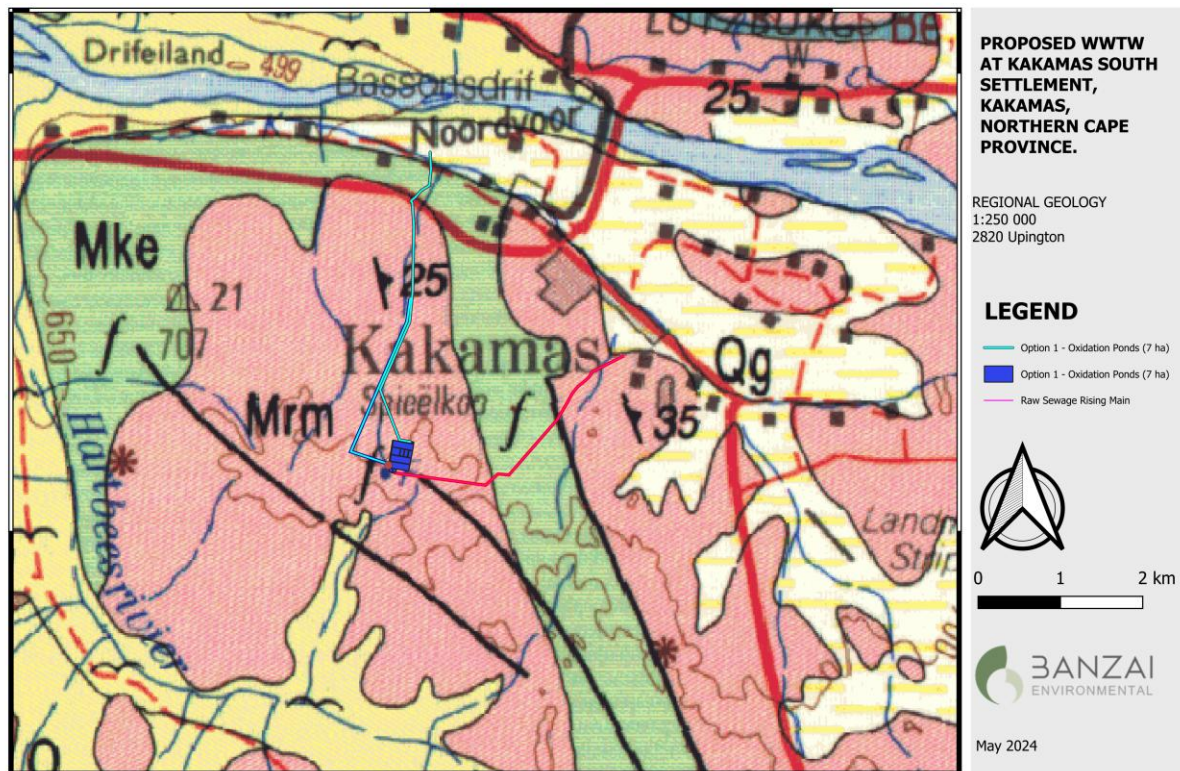 Drifeiland
499
W
Bassonsdrif
25
Noordvoor
Mke
21
25
707
650
f
Kakamas
Spieëlkop
Mrm
f
35
Qg
Hartbeesrivier
Strip
PROPOSED WWTW
AT KAKAMAS SOUTH
SETTLEMENT,
KAKAMAS,
NORTHERN CAPE
PROVINCE.
REGIONAL GEOLOGY
1:250 000
2820 Upington
LEGEND
Option 1 - Oxidation Ponds (7 ha)
Option 1 - Oxidation Ponds (7 ha)
Raw Sewage Rising Main
0 1 2 km
BANZAI
ENVIRONMENTAL
May 2024